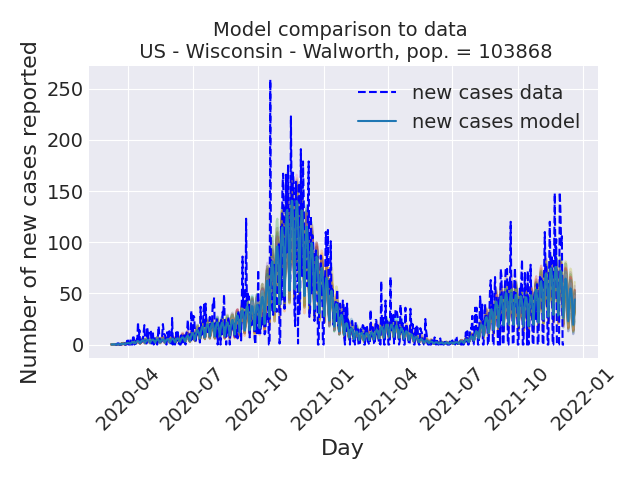 Model comparison to data
US - Wisconsin - Walworth, pop. = 103868
Number of new cases reported
250
200
150
100
50
0
new cases data
new cases model
2020-04
2020-07
2020-10
2021-01
2021-04
2021-07
2021-10
2022-01
Day